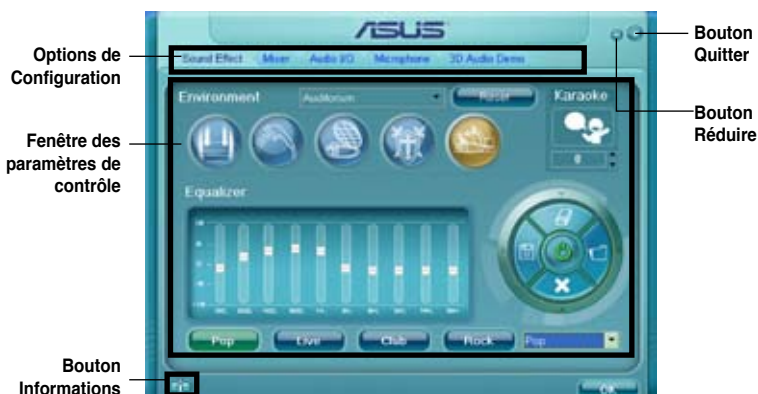 ASUS
Options de
Configuration
Bouton
Quitter
Sound Effect Mixer Audio I/O Microphone 3D Audio Demo
Bouton
Réduire
Environment Auditorium Reset Karaoke
0
Fenêtre des
paramètres de
contrôle
Equalizer
Pop Live Club Rock Pop
Bouton
Informations
OK